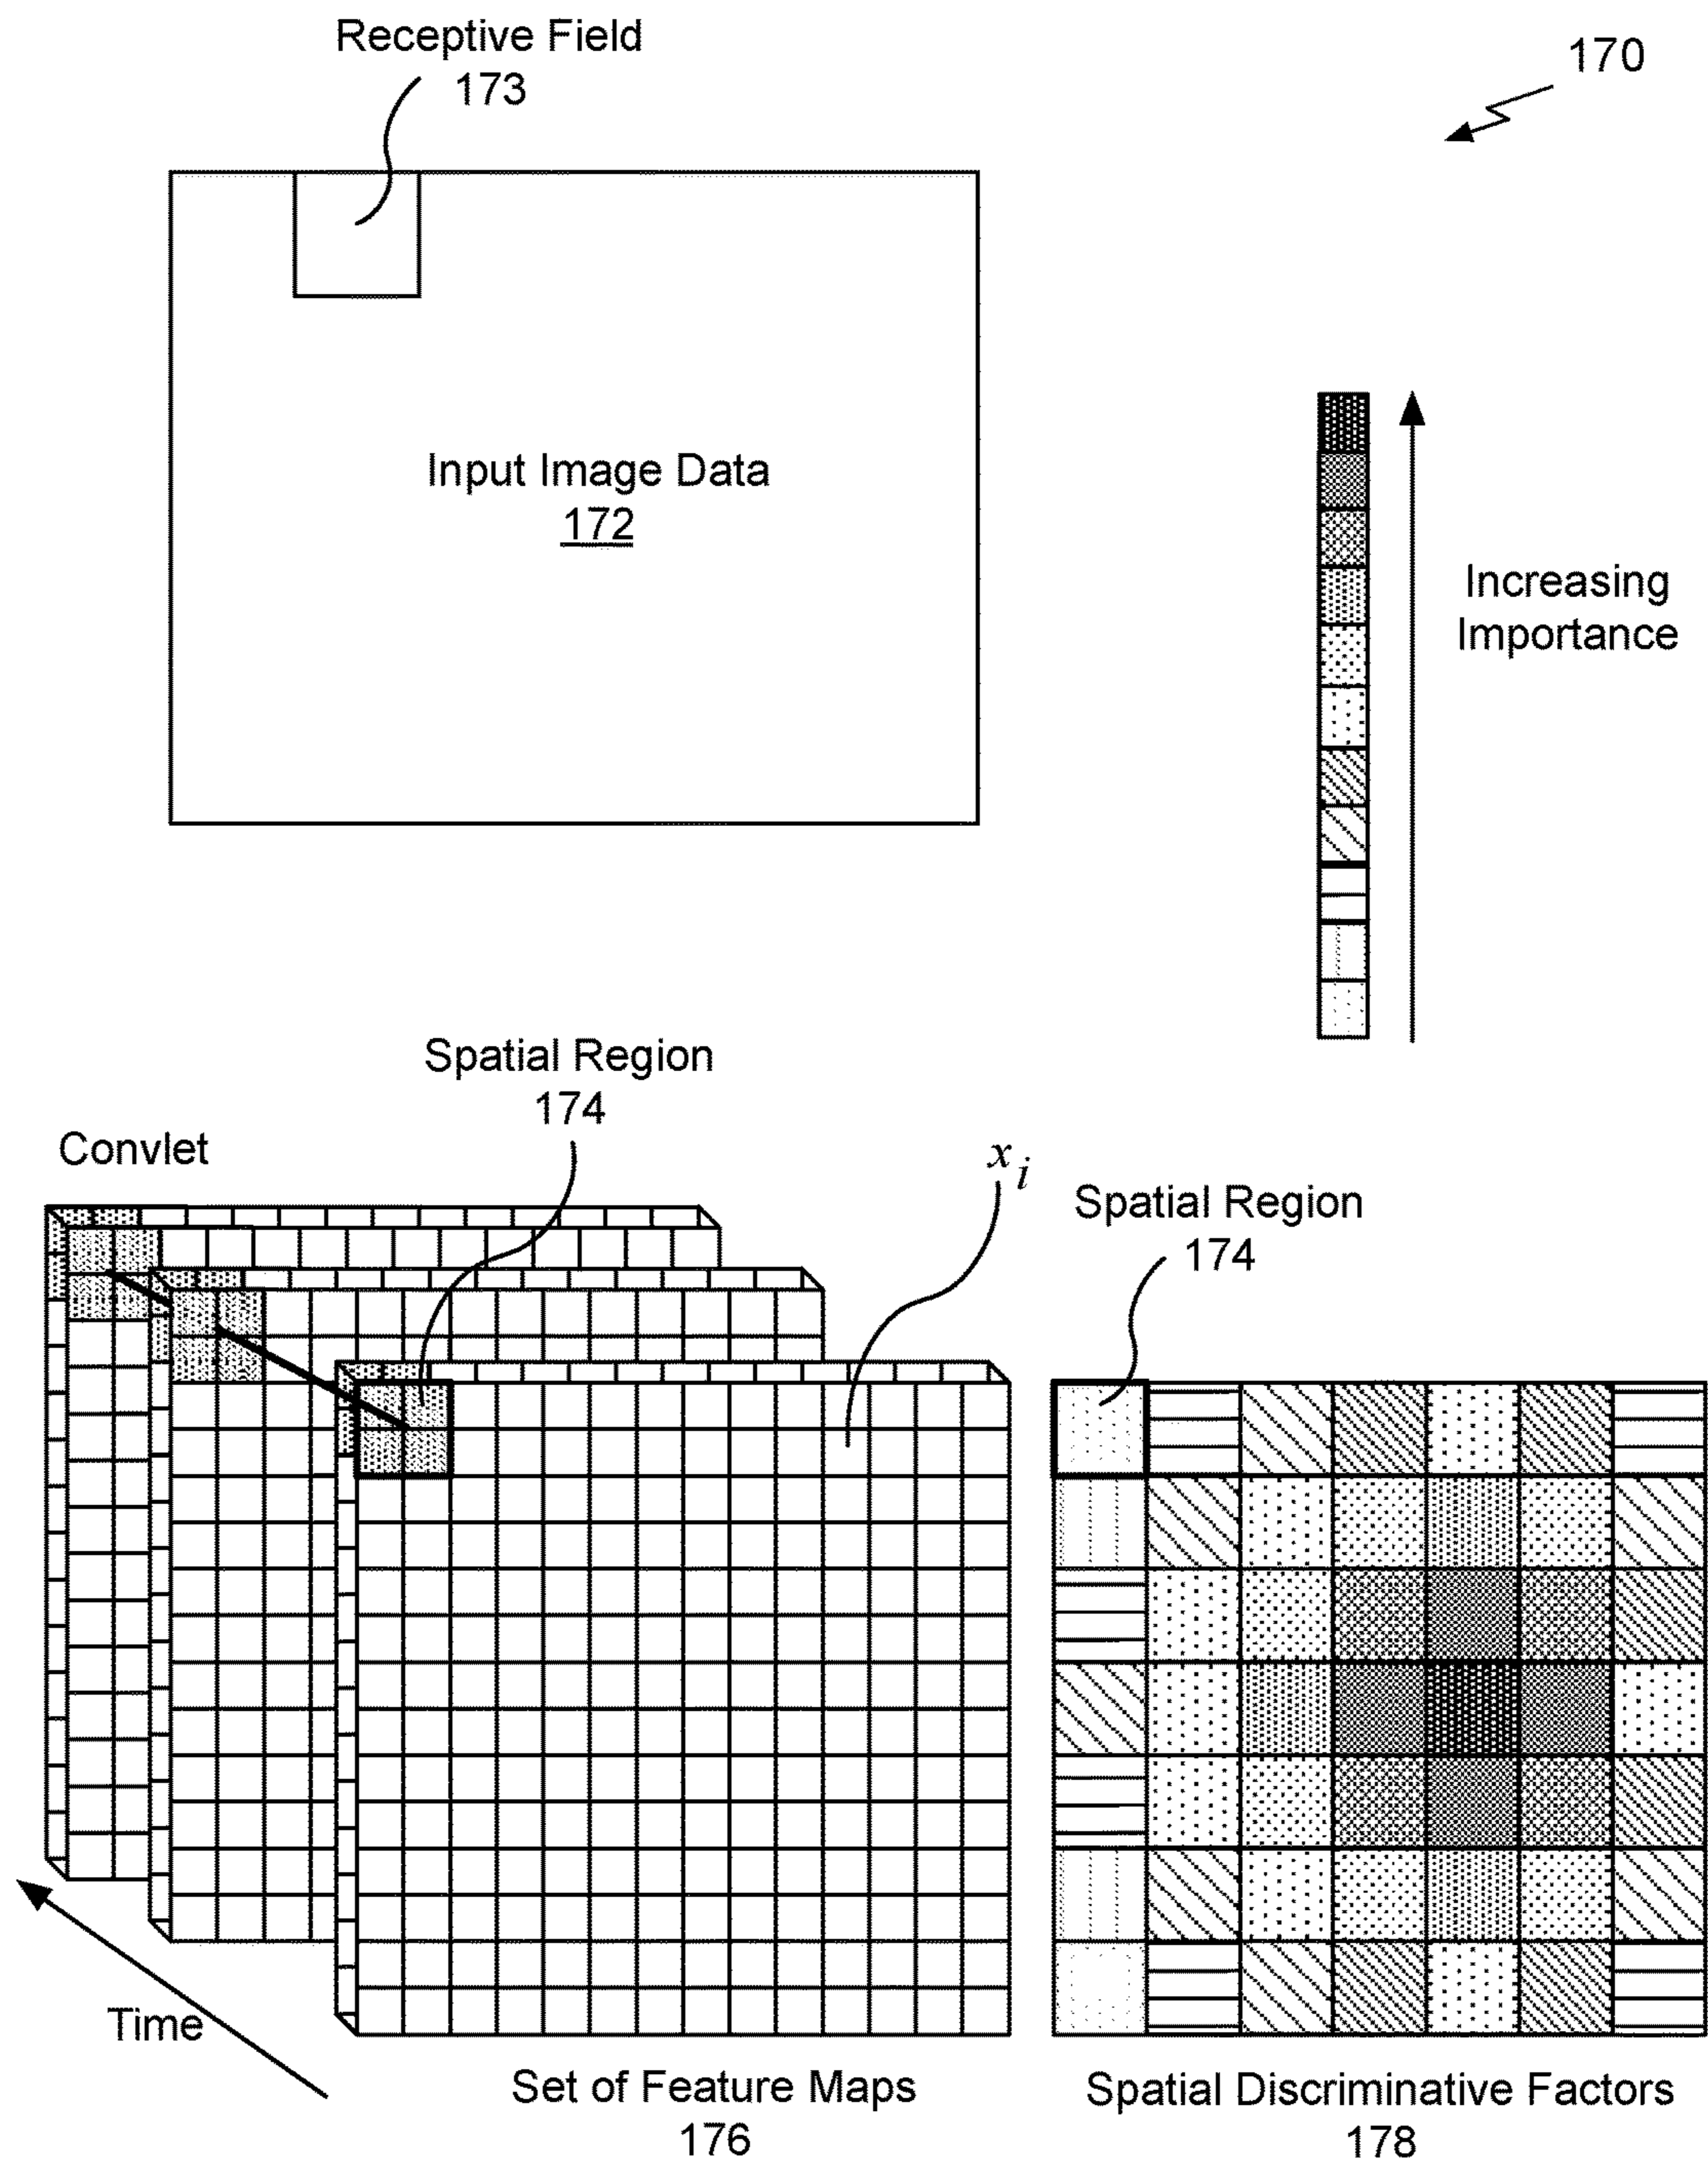 Receptive Field
173
170
Input Image Data
172
Increasing
Importance
Spatial Region
174
Convlet
x i
Spatial Region
174
Time
Set of Feature Maps
176
Spatial Discriminative Factors
178